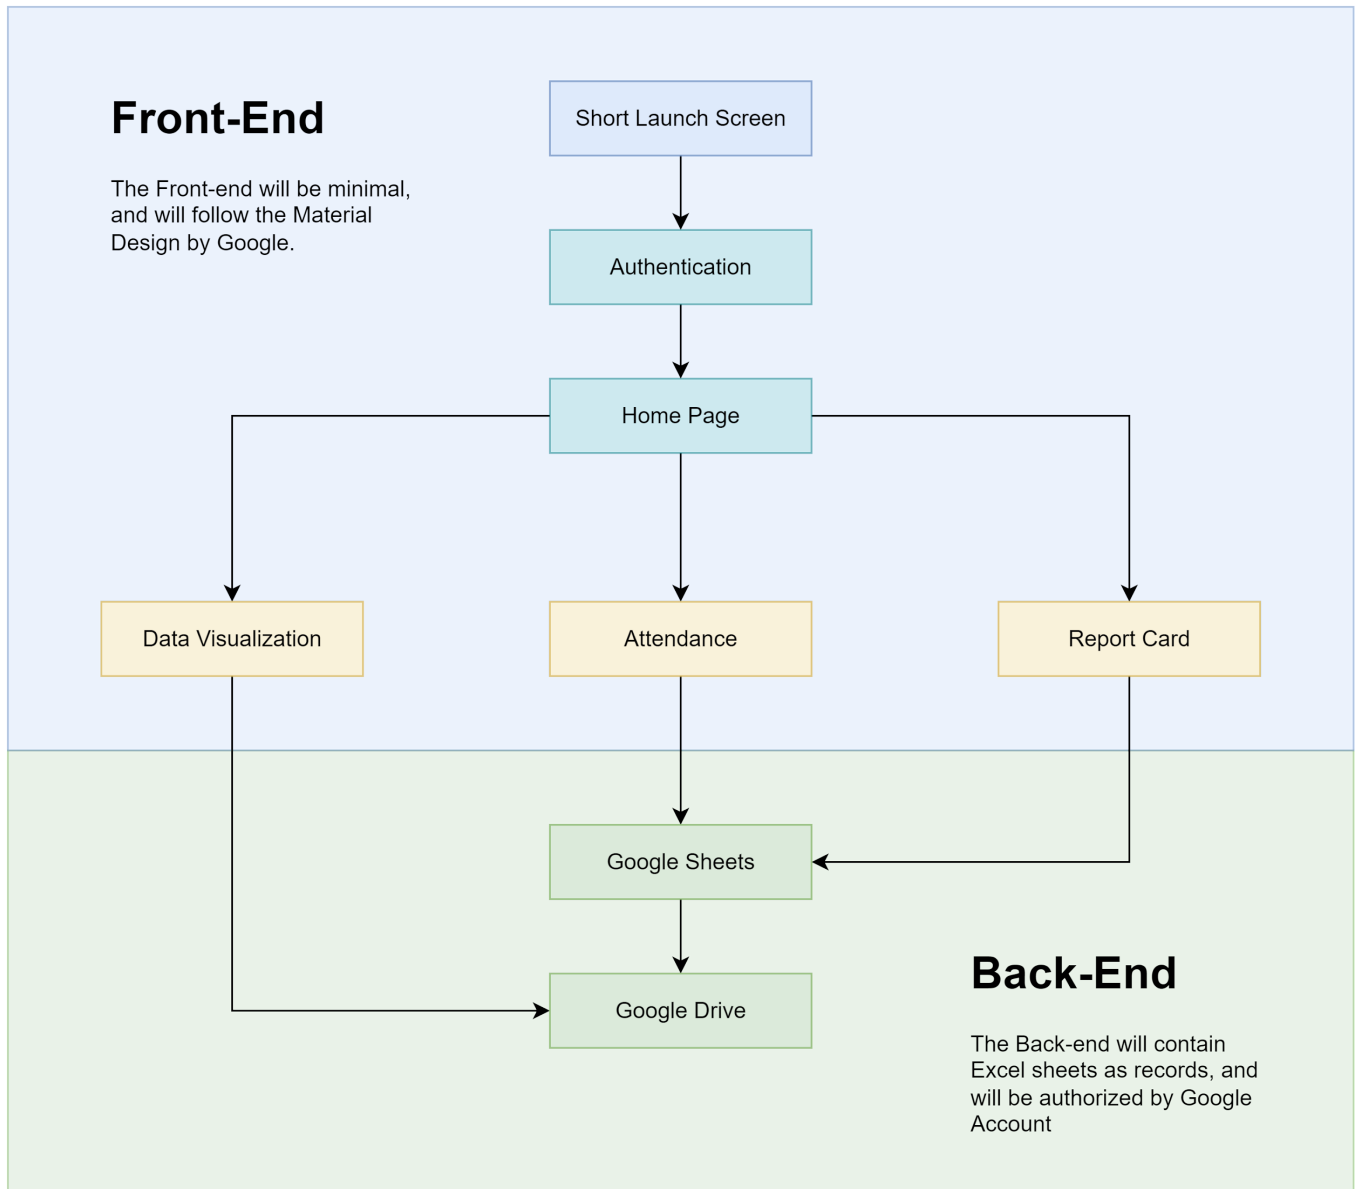 Front-End
Short Launch Screen
The Front-end will be minimal,
and will follow the Material
Design by Google.
Authentication
Home Page
Data Visualization
Attendance
Report Card
Google Sheets
Google Drive
Back-End
The Back-end will contain
Excel sheets as records, and
will be authorized by Google
Account